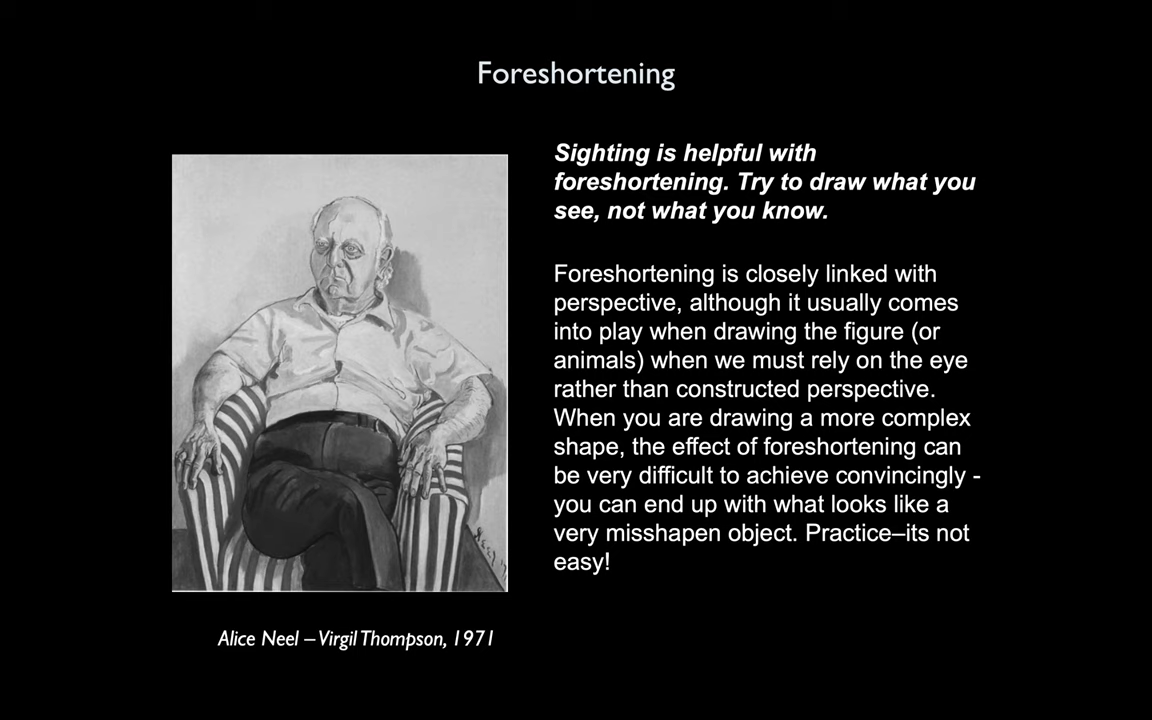 Foreshortening
Sighting is helpful with
foreshortening. Try to draw what you
see, not what you know.
Foreshortening is closely linked with
perspective, although it usually comes
into play when drawing the figure (or
animals) when we must rely on the eye
rather than constructed perspective.
When you are drawing a more complex
shape, the effect of foreshortening can
be very difficult to achieve convincingly -
you can end up with what looks like a
very misshapen object. Practice–its not
easy!
Alice Neel – Virgil Thompson, 1971